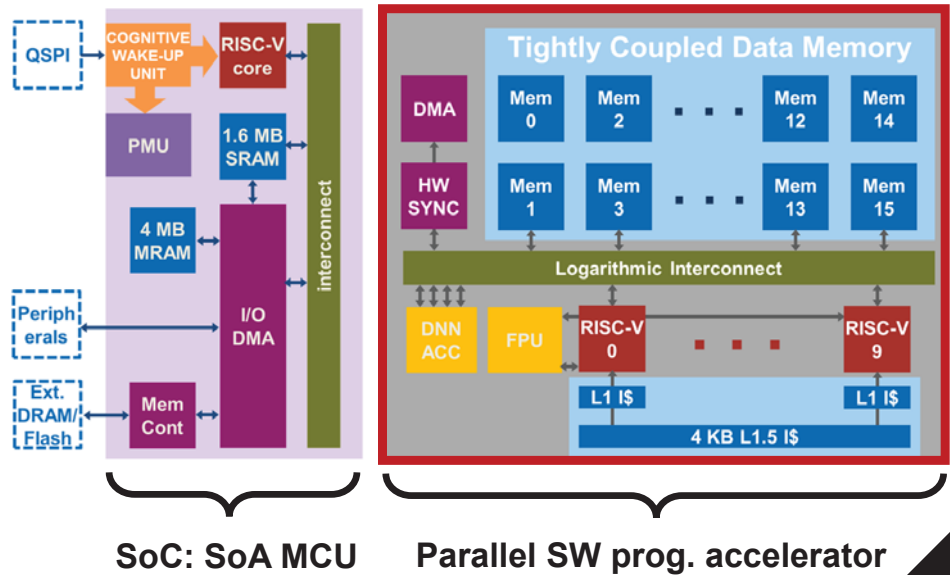 QSPI
COGNITIVE
WAKE-UP
UNIT
RISC-V
core
PMU
1.6 MB
SRAM
4 MB
MRAM
interconnect
Periph
erals
I/O
DMA
Ext.
DRAM/
Flash
Mem
Cont
SoC: SoA MCU
Tightly Coupled Data Memory
DMA
Mem
0
Mem
2
Mem
12
Mem
14
HW
SYNC
Mem
1
Mem
3
Mem
13
Mem
15
Logarithmic Interconnect
DNN
ACC
FPU
RISC-V
0
RISC-V
9
L1 I$
L1 I$
4 KB L1.5 I$
Parallel SW prog. accelerator